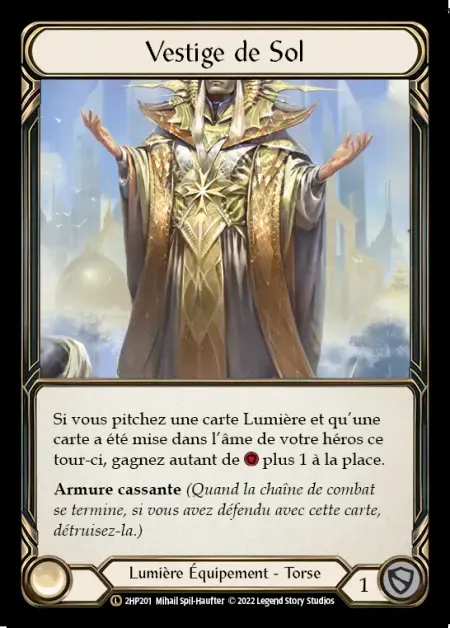 Vestige de Sol
Si vous pitchez une carte Lumière et qu'une
carte a été mise dans l'âme de votre héros ce
tour-ci, gagnez autant de plus 1 à la place.
Armure cassante (Quand la chaîne de combat
se termine, si vous avez défendu avec cette carte,
détruisez-la.)
Lumière Équipement - Torse
1
L 2HP201 Mihail Spil-Haufter © 2022 Legend Story Studios